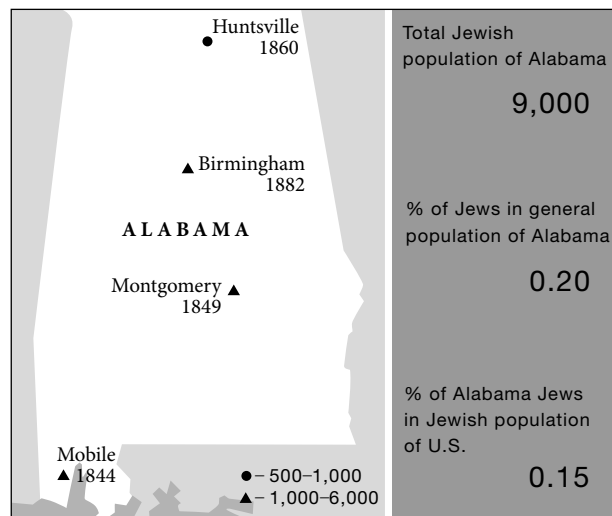 Huntsville
1860
Birmingham
1882
ALABAMA
Montgomery
1849
Mobile
1844
– 500–1,000
– 1,000–6,000
Total Jewish
population of Alabama
9,000
% of Jews in general
population of Alabama
0.20
% of Alabama Jews
in Jewish population
of U.S.
0.15